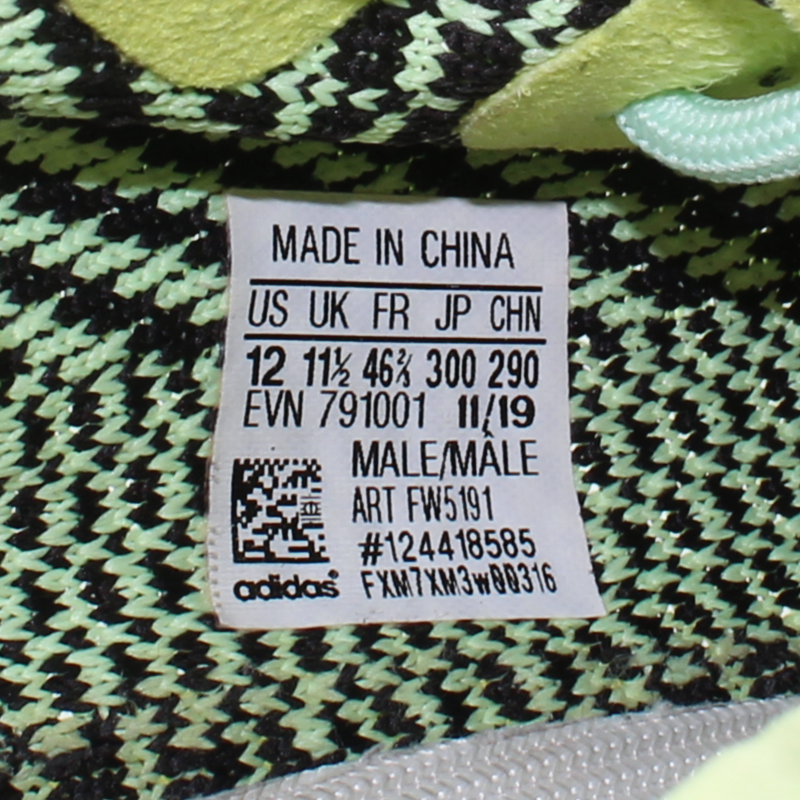 MADE IN CHINA
US UK FR JP CHN
12 11½ 46⅔ 300 290
EVN 791001 11/19
MALE/MÂLE
ART FW5191
#124418585
adidas® FXM7XM3w00316